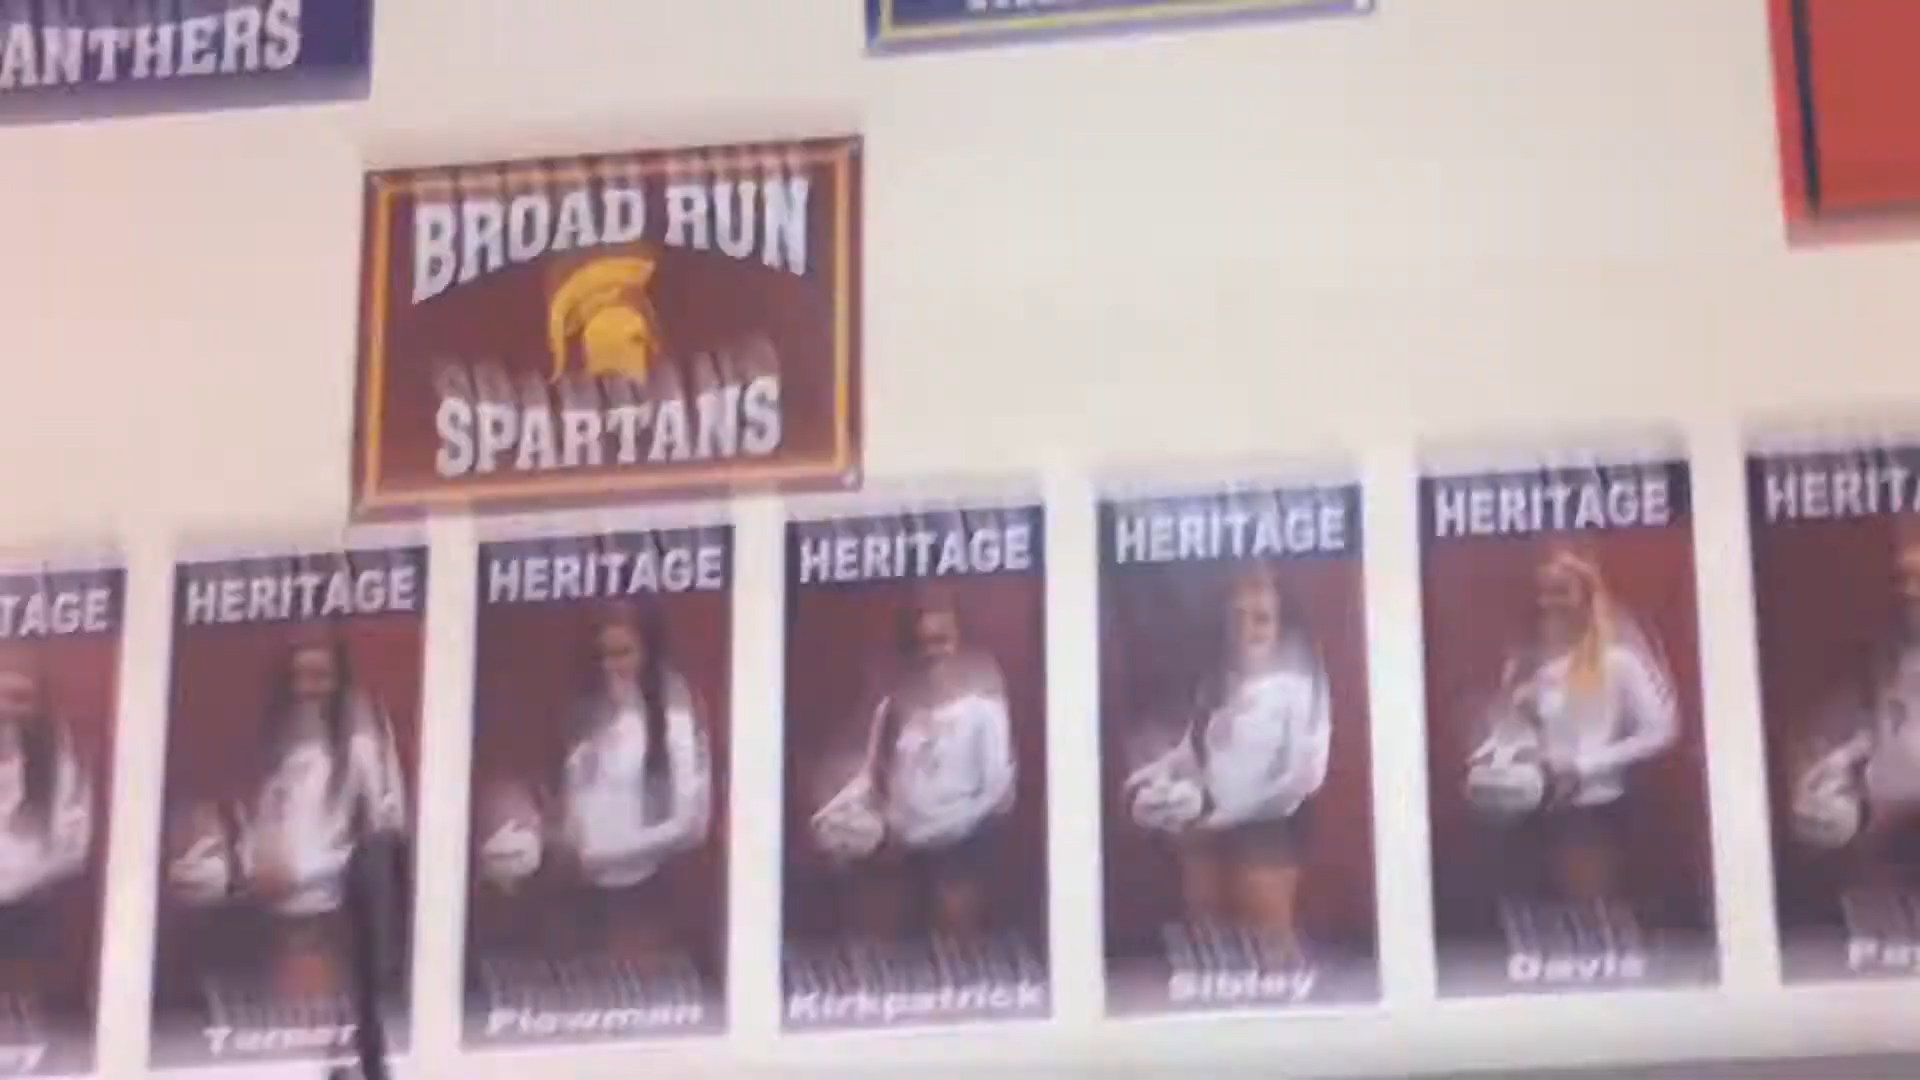 ANTHERS
BROAD RUN
SPARTANS
TAGE
HERITAGE
HERITAGE
HERITAGE
HERITAGE
HERITAGE
HERITA
Turner
Plowman
Kirkpatrick
Sibley
Davis